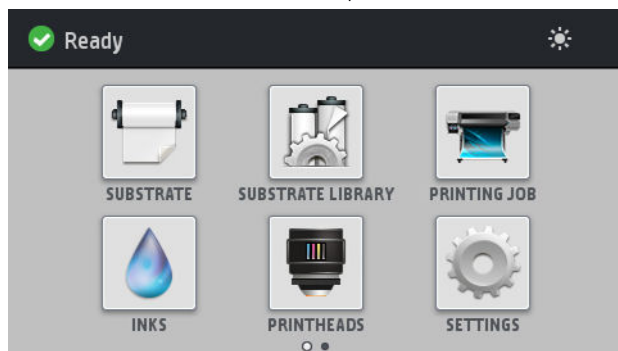 Ready
SUBSTRATE SUBSTRATE LIBRARY PRINTING JOB
INKS PRINTHEADS SETTINGS